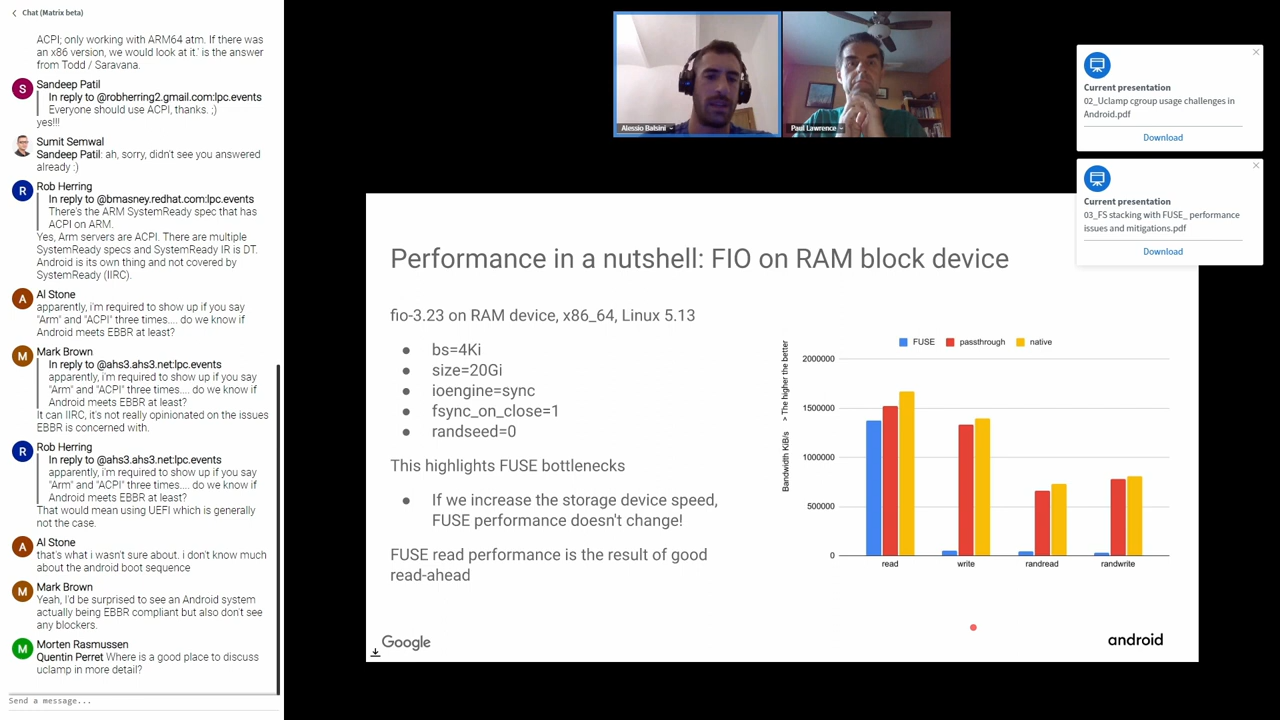 Chat (Matrix beta)
ACPI; only working with ARM64 atm. If there was
an x86 version, we would look at it.' is the answer
from Todd / Saravana.
S
Sandeep Patil
In reply to @robherring2.gmail.com:lpc.events
Everyone should use ACPI, thanks. ;)
yes!!!
Sumit Semwal
Sandeep Patil: ah, sorry, didn't see you answered
already :)
R
Rob Herring
In reply to @bmasney.redhat.com:lpc.events
There's the ARM SystemReady spec that has
ACPI on ARM.
Yes, Arm servers are ACPI. There are multiple
SystemReady specs and SystemReady IR is DT.
Android is its own thing and not covered by
SystemReady (IIRC).
A
Al Stone
apparently, i'm required to show up if you say
"Arm" and "ACPI" three times.... do we know if
Android meets EBBR at least?
M
Mark Brown
In reply to @ahs3.ahs3.net:lpc.events
apparently, i'm required to show up if you say
"Arm" and "ACPI" three times.... do we know if
Android meets EBBR at least?
It can IIRC, it's not really opinionated on the issues
EBBR is concerned with.
R
Rob Herring
In reply to @ahs3.ahs3.net:lpc.events
apparently, i'm required to show up if you say
"Arm" and "ACPI" three times.... do we know if
Android meets EBBR at least?
That would mean using UEFI which is generally
not the case.
A
Al Stone
that's what i wasn't sure about. i don't know much
about the android boot sequence
M
Mark Brown
Yeah, I'd be surprised to see an Android system
actually being EBBR compliant but also don't see
any blockers.
M
Morten Rasmussen
Quentin Perret Where is a good place to discuss
uclamp in more detail?
Send a message...
Alessio Balsini
Paul Lawrence
Current presentation
02_Uclamp cgroup usage challenges in
Android.pdf
Download
Current presentation
03_FS stacking with FUSE_ performance
issues and mitigations.pdf
Download
Performance in a nutshell: FIO on RAM block device
fio-3.23 on RAM device, x86_64, Linux 5.13
● bs=4Ki
● size=20Gi
● ioengine=sync
● fsync_on_close=1
● randseed=0
This highlights FUSE bottlenecks
● If we increase the storage device speed,
FUSE performance doesn't change!
FUSE read performance is the result of good
read-ahead
FUSE passthrough native
Bandwidth KiB/s > The higher the better
2000000
1500000
1000000
500000
0
read write randread randwrite
Google
android